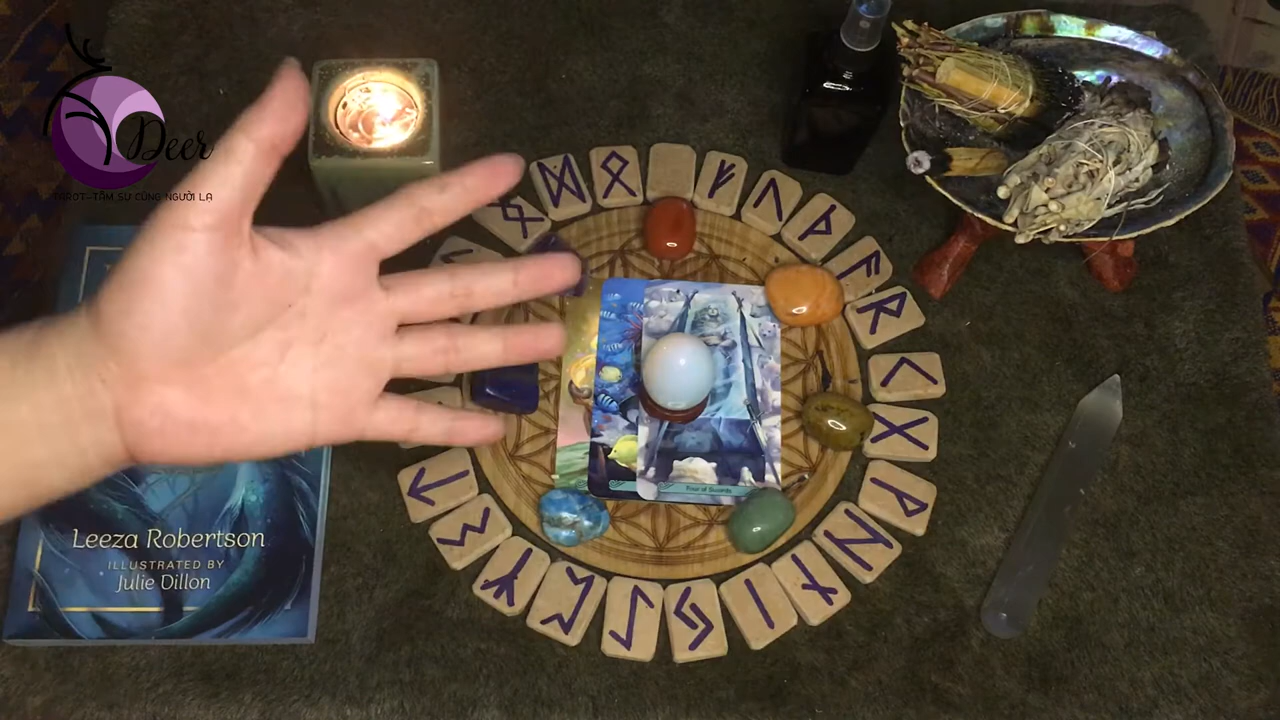 Deer
TAROT-TÂM SỰ CÙNG NGƯỜI LẠ
Four of Swords
Leeza Robertson
ILLUSTRATED BY
Julie Dillon